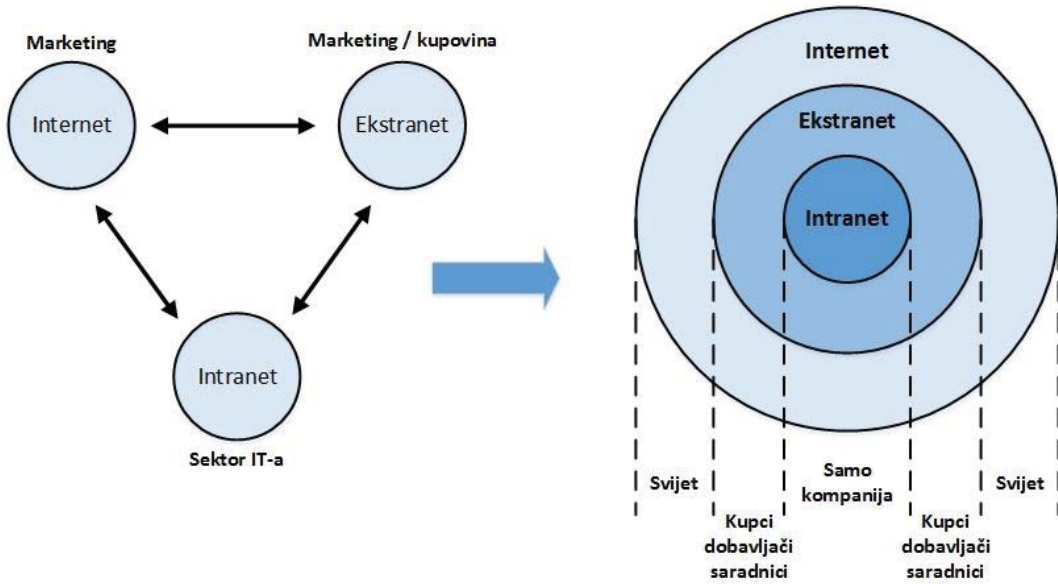 Marketing
Internet
Marketing / kupovina
Ekstranet
Intranet
Sektor IT-a
Internet
Ekstranet
Intranet
Svijet
Kupci
dobavljači
saradnici
Samo
kompanija
Kupci
dobavljači
saradnici
Svijet